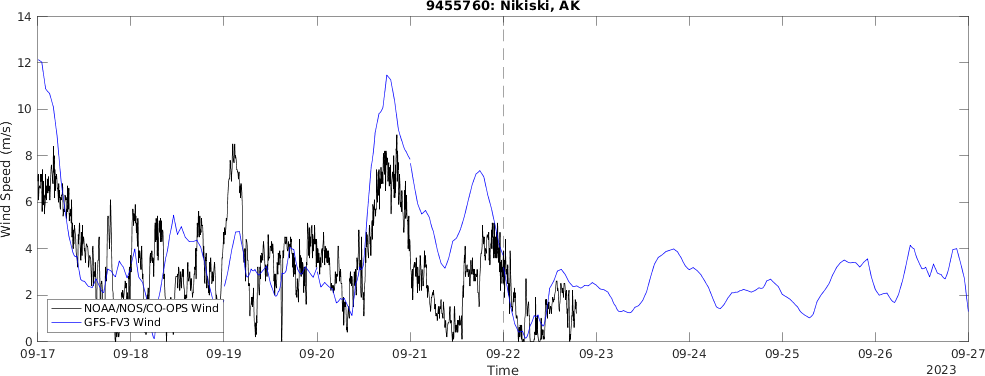 9455760: Nikiski, AK
14
12
10
8
6
4
2
0
Wind Speed (m/s)
NOAA/NOS/CO-OPS Wind
GFS-FV3 Wind
09-17 09-18 09-19 09-20 09-21 09-22 09-23 09-24 09-25 09-26 09-27
Time
2023